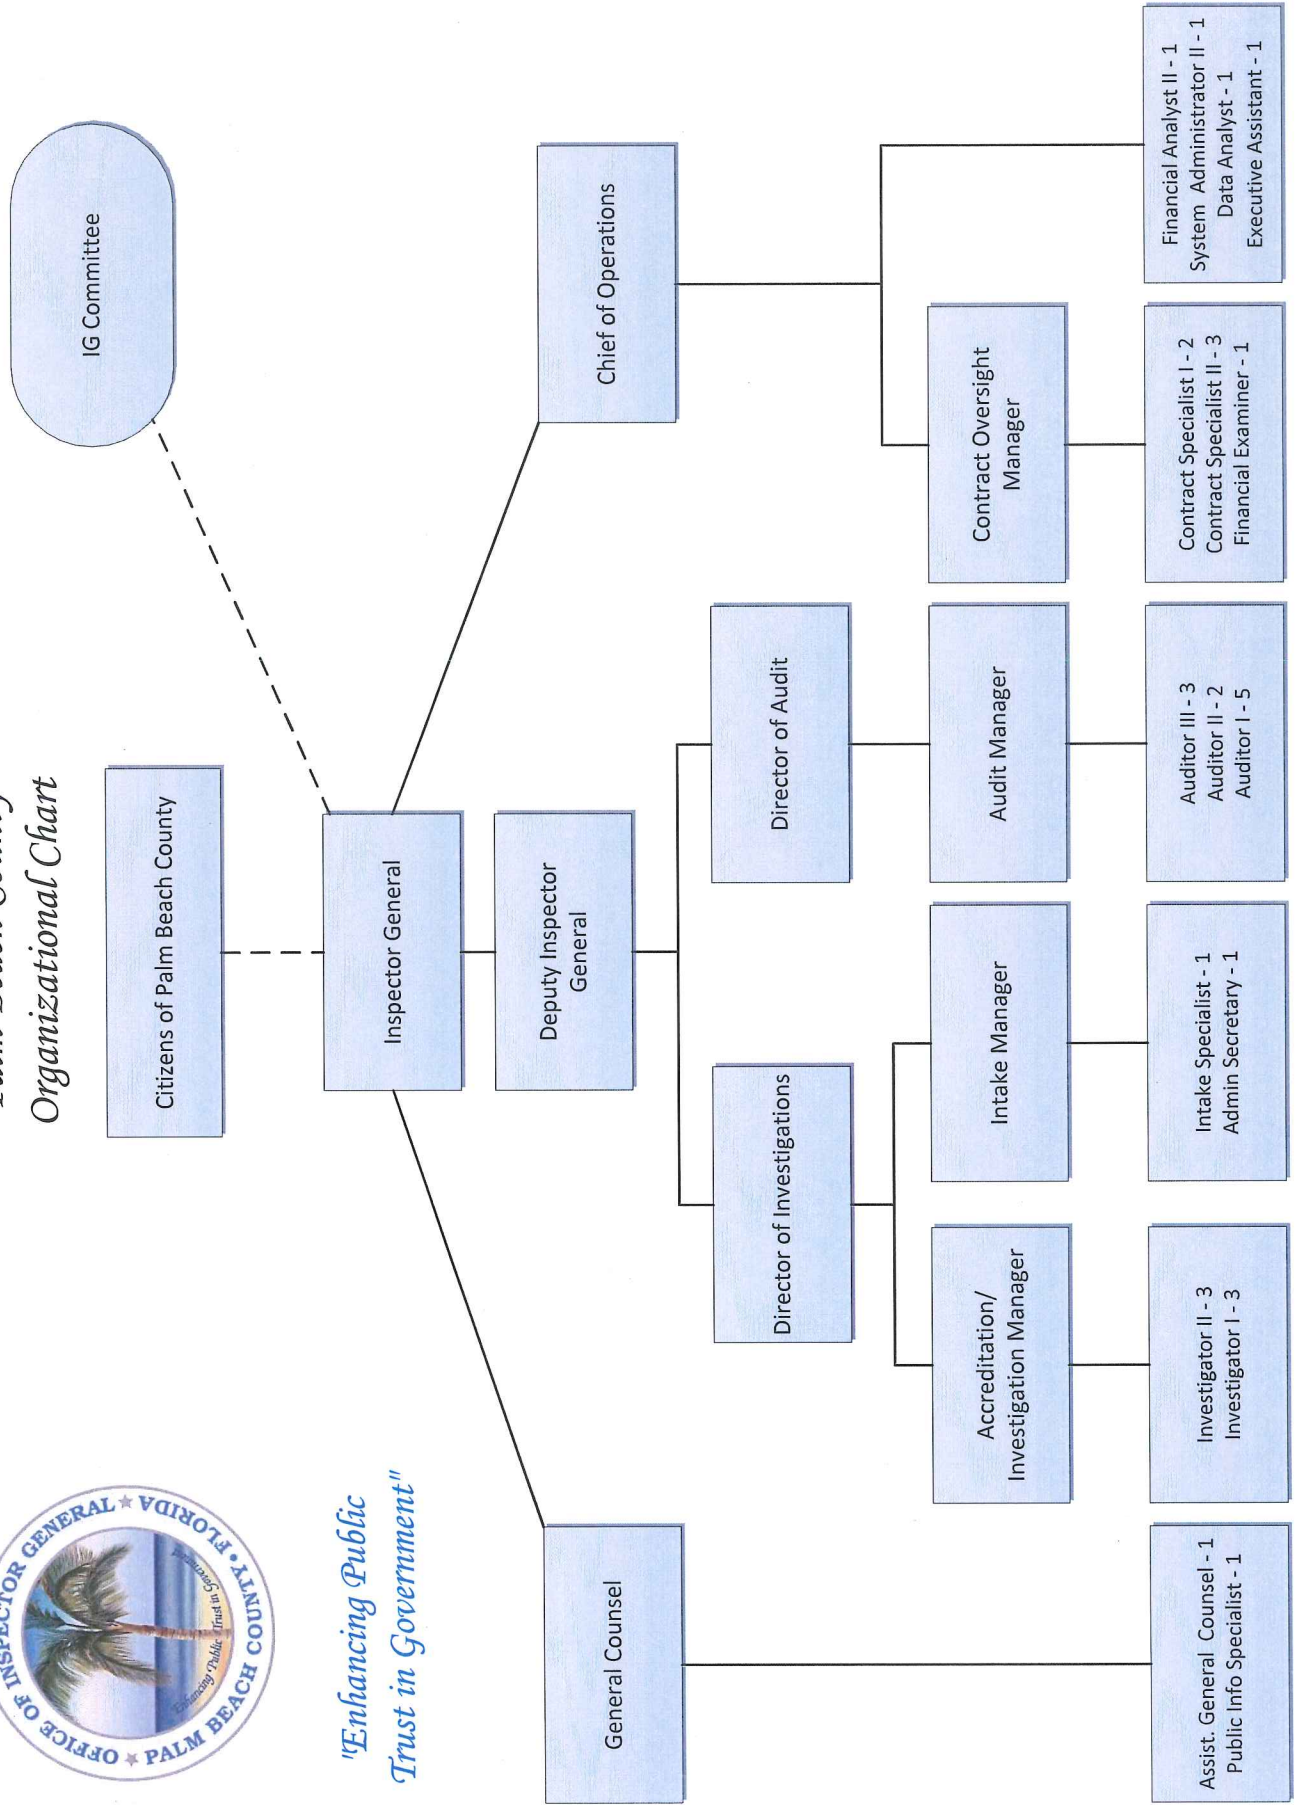 Organizational Chart
OFFICE OF INSPECTOR GENERAL
PALM BEACH COUNTY • FLORIDA
"Enhancing Public Trust in Government"
"Enhancing Public
Trust in Government"
Citizens of Palm Beach County
IG Committee
Inspector General
Deputy Inspector
General
General Counsel
Chief of Operations
Director of Investigations
Director of Audit
Accreditation/
Investigation Manager
Intake Manager
Audit Manager
Contract Oversight
Manager
Assist. General Counsel - 1
Public Info Specialist - 1
Investigator II - 3
Investigator I - 3
Intake Specialist - 1
Admin Secretary - 1
Auditor III - 3
Auditor II - 2
Auditor I - 5
Contract Specialist I - 2
Contract Specialist II - 3
Financial Examiner - 1
Financial Analyst II - 1
System Administrator II - 1
Data Analyst - 1
Executive Assistant - 1